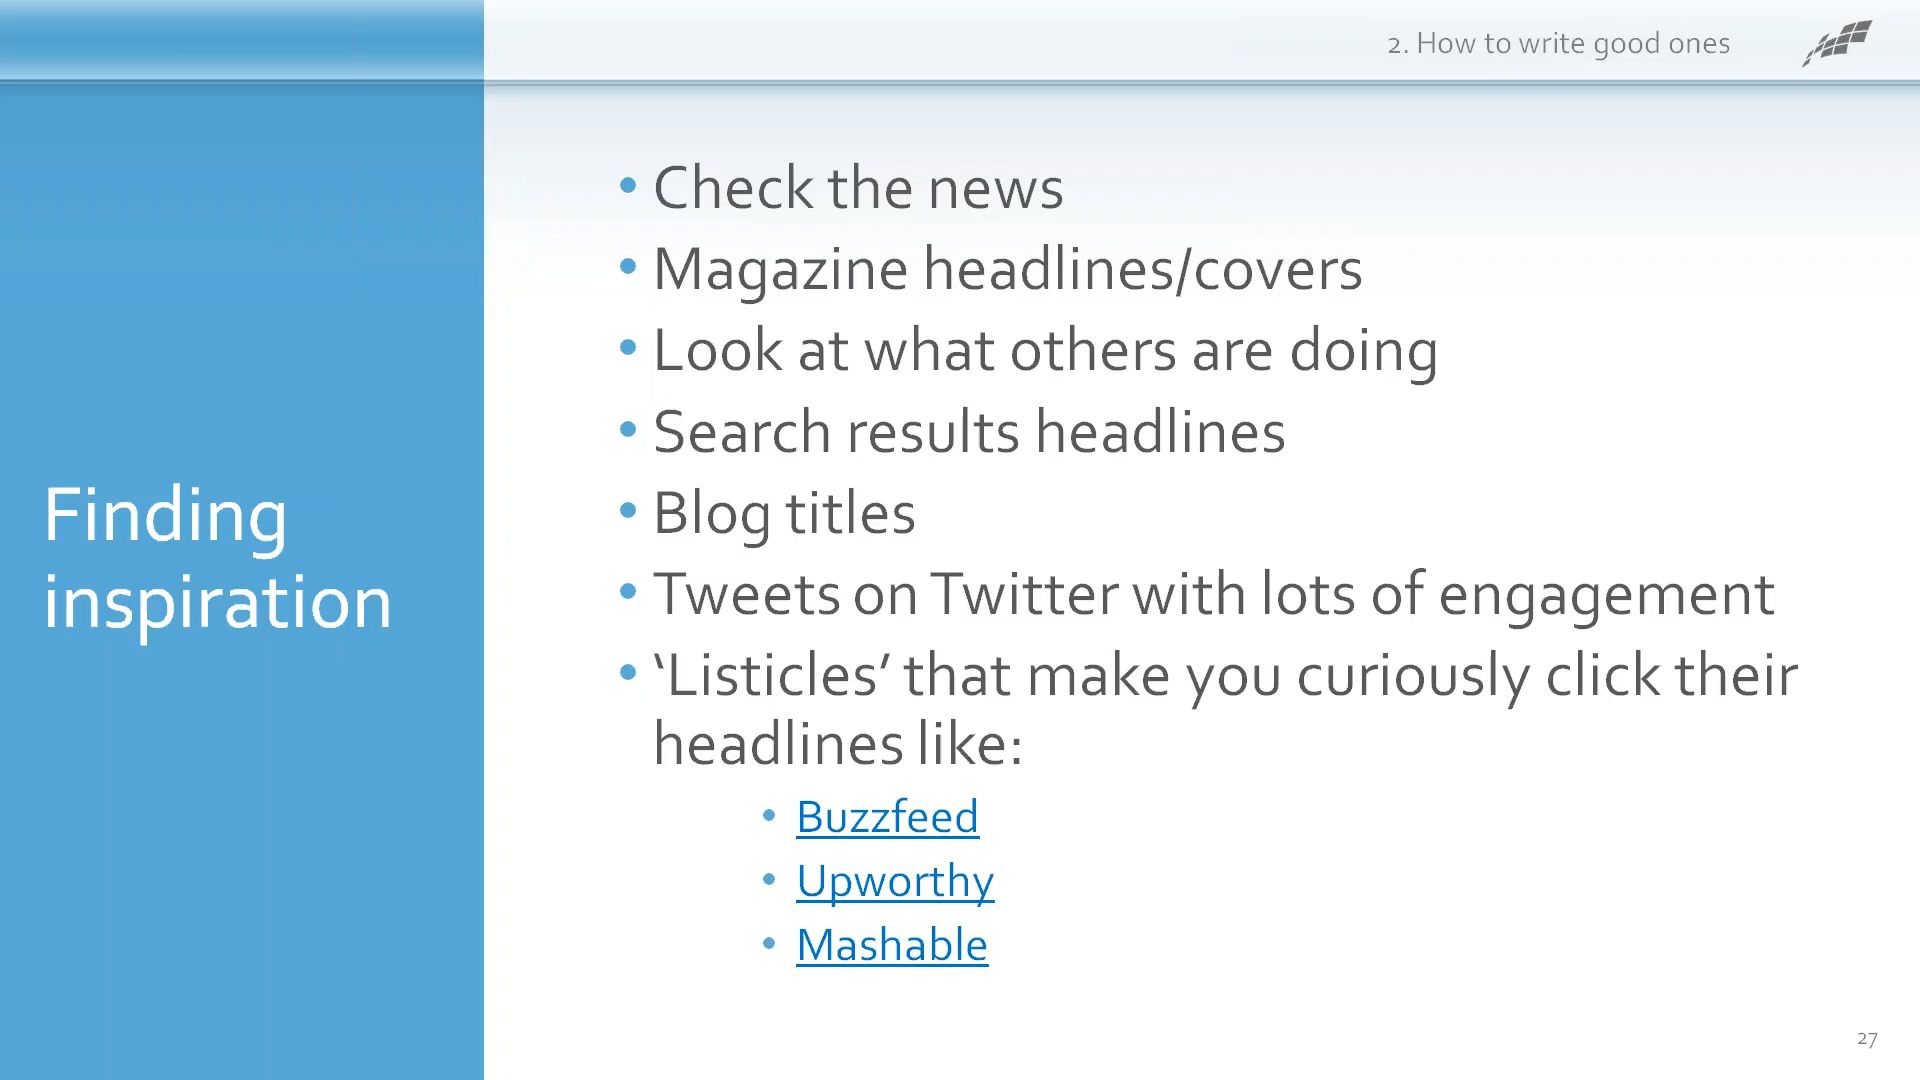 2. How to write good ones
Finding
inspiration
• Check the news
• Magazine headlines/covers
• Look at what others are doing
• Search results headlines
• Blog titles
• Tweets on Twitter with lots of engagement
• ‘Listicles’ that make you curiously click their
headlines like:
• Buzzfeed
• Upworthy
• Mashable
27